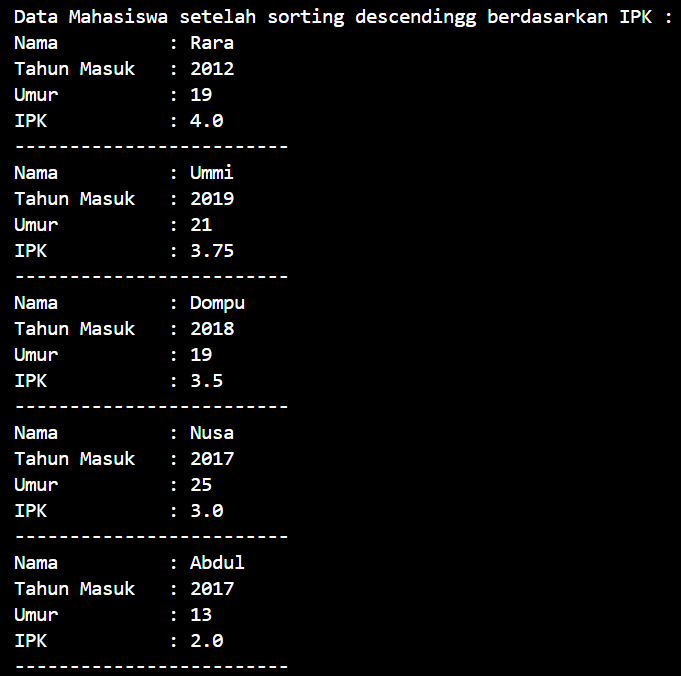 Data Mahasiswa setelah sorting descendingg berdasarkan IPK :
Nama          : Rara
Tahun Masuk   : 2012
Umur          : 19
IPK           : 4.0
-------------------------
Nama          : Ummi
Tahun Masuk   : 2019
Umur          : 21
IPK           : 3.75
-------------------------
Nama          : Dompu
Tahun Masuk   : 2018
Umur          : 19
IPK           : 3.5
-------------------------
Nama          : Nusa
Tahun Masuk   : 2017
Umur          : 25
IPK           : 3.0
-------------------------
Nama          : Abdul
Tahun Masuk   : 2017
Umur          : 13
IPK           : 2.0
-------------------------